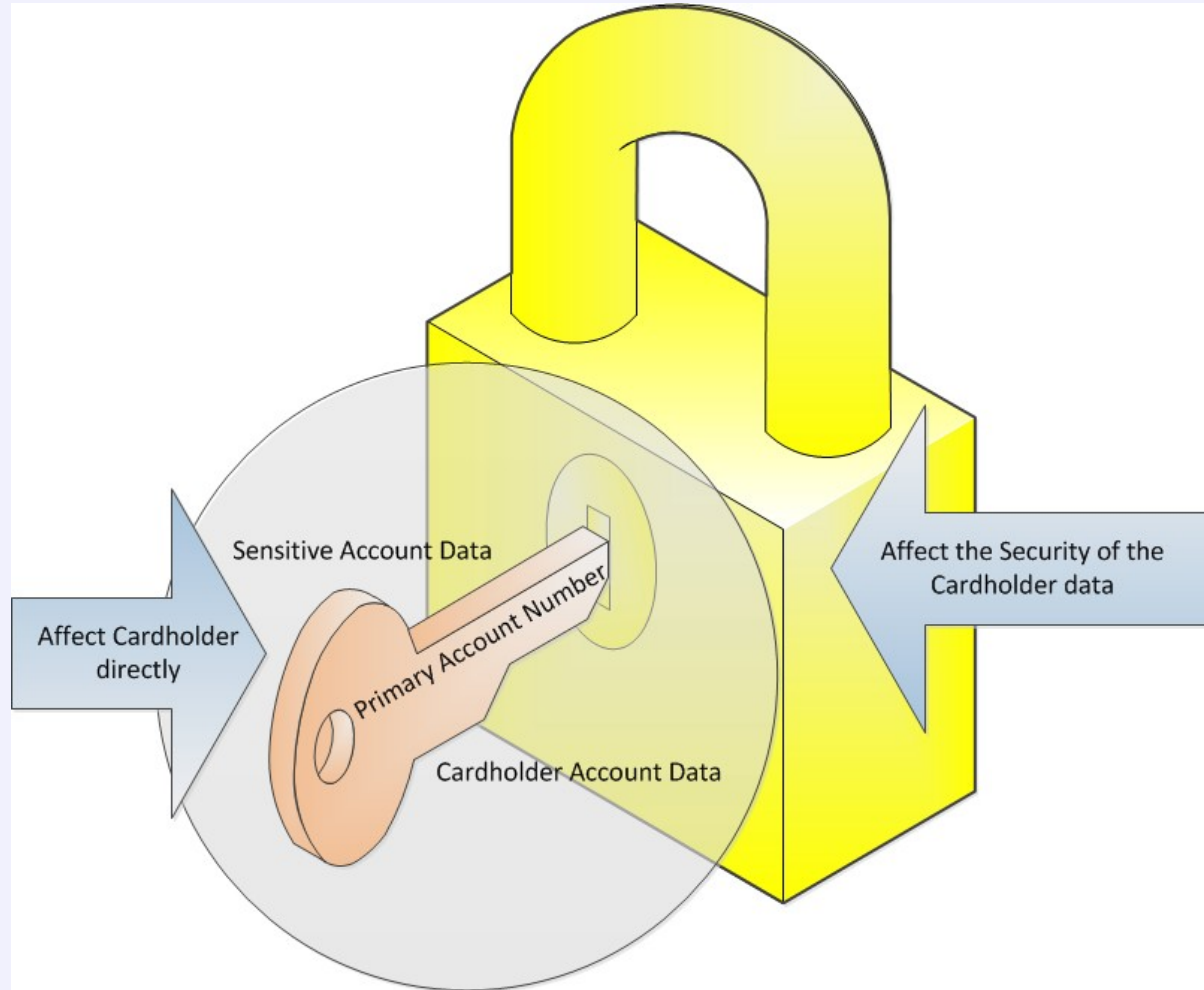 Sensitive Account Data
Affect Cardholder
directly
Primary Account Number
Cardholder Account Data
Affect the Security of the
Cardholder data